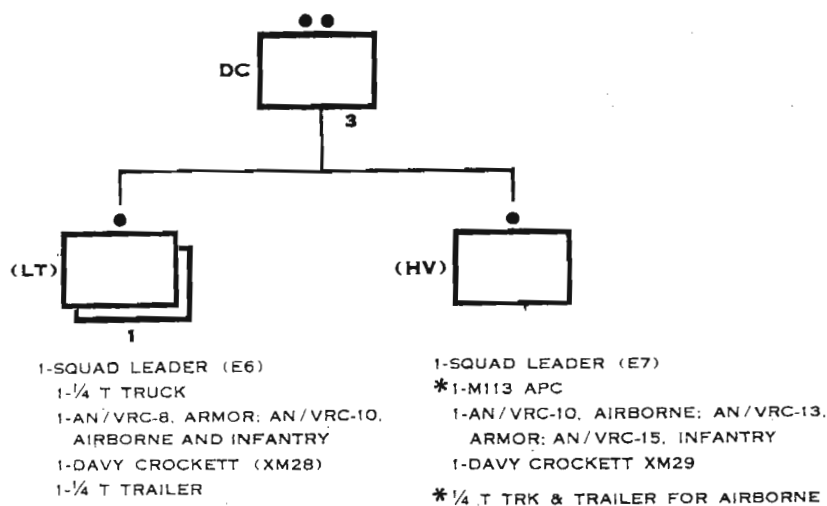 DC
3
(LT)
1
1-SQUAD LEADER (E6)
1-¼ T TRUCK
1-AN/VRC-8, ARMOR; AN/VRC-10,
AIRBORNE AND INFANTRY
1-DAVY CROCKETT (XM28)
1-¼ T TRAILER
(HV)
1-SQUAD LEADER (E7)
*1-M113 APC
1-AN/VRC-10, AIRBORNE; AN/VRC-13,
ARMOR; AN/VRC-15, INFANTRY
1-DAVY CROCKETT XM29
*¼ T TRK & TRAILER FOR AIRBORNE